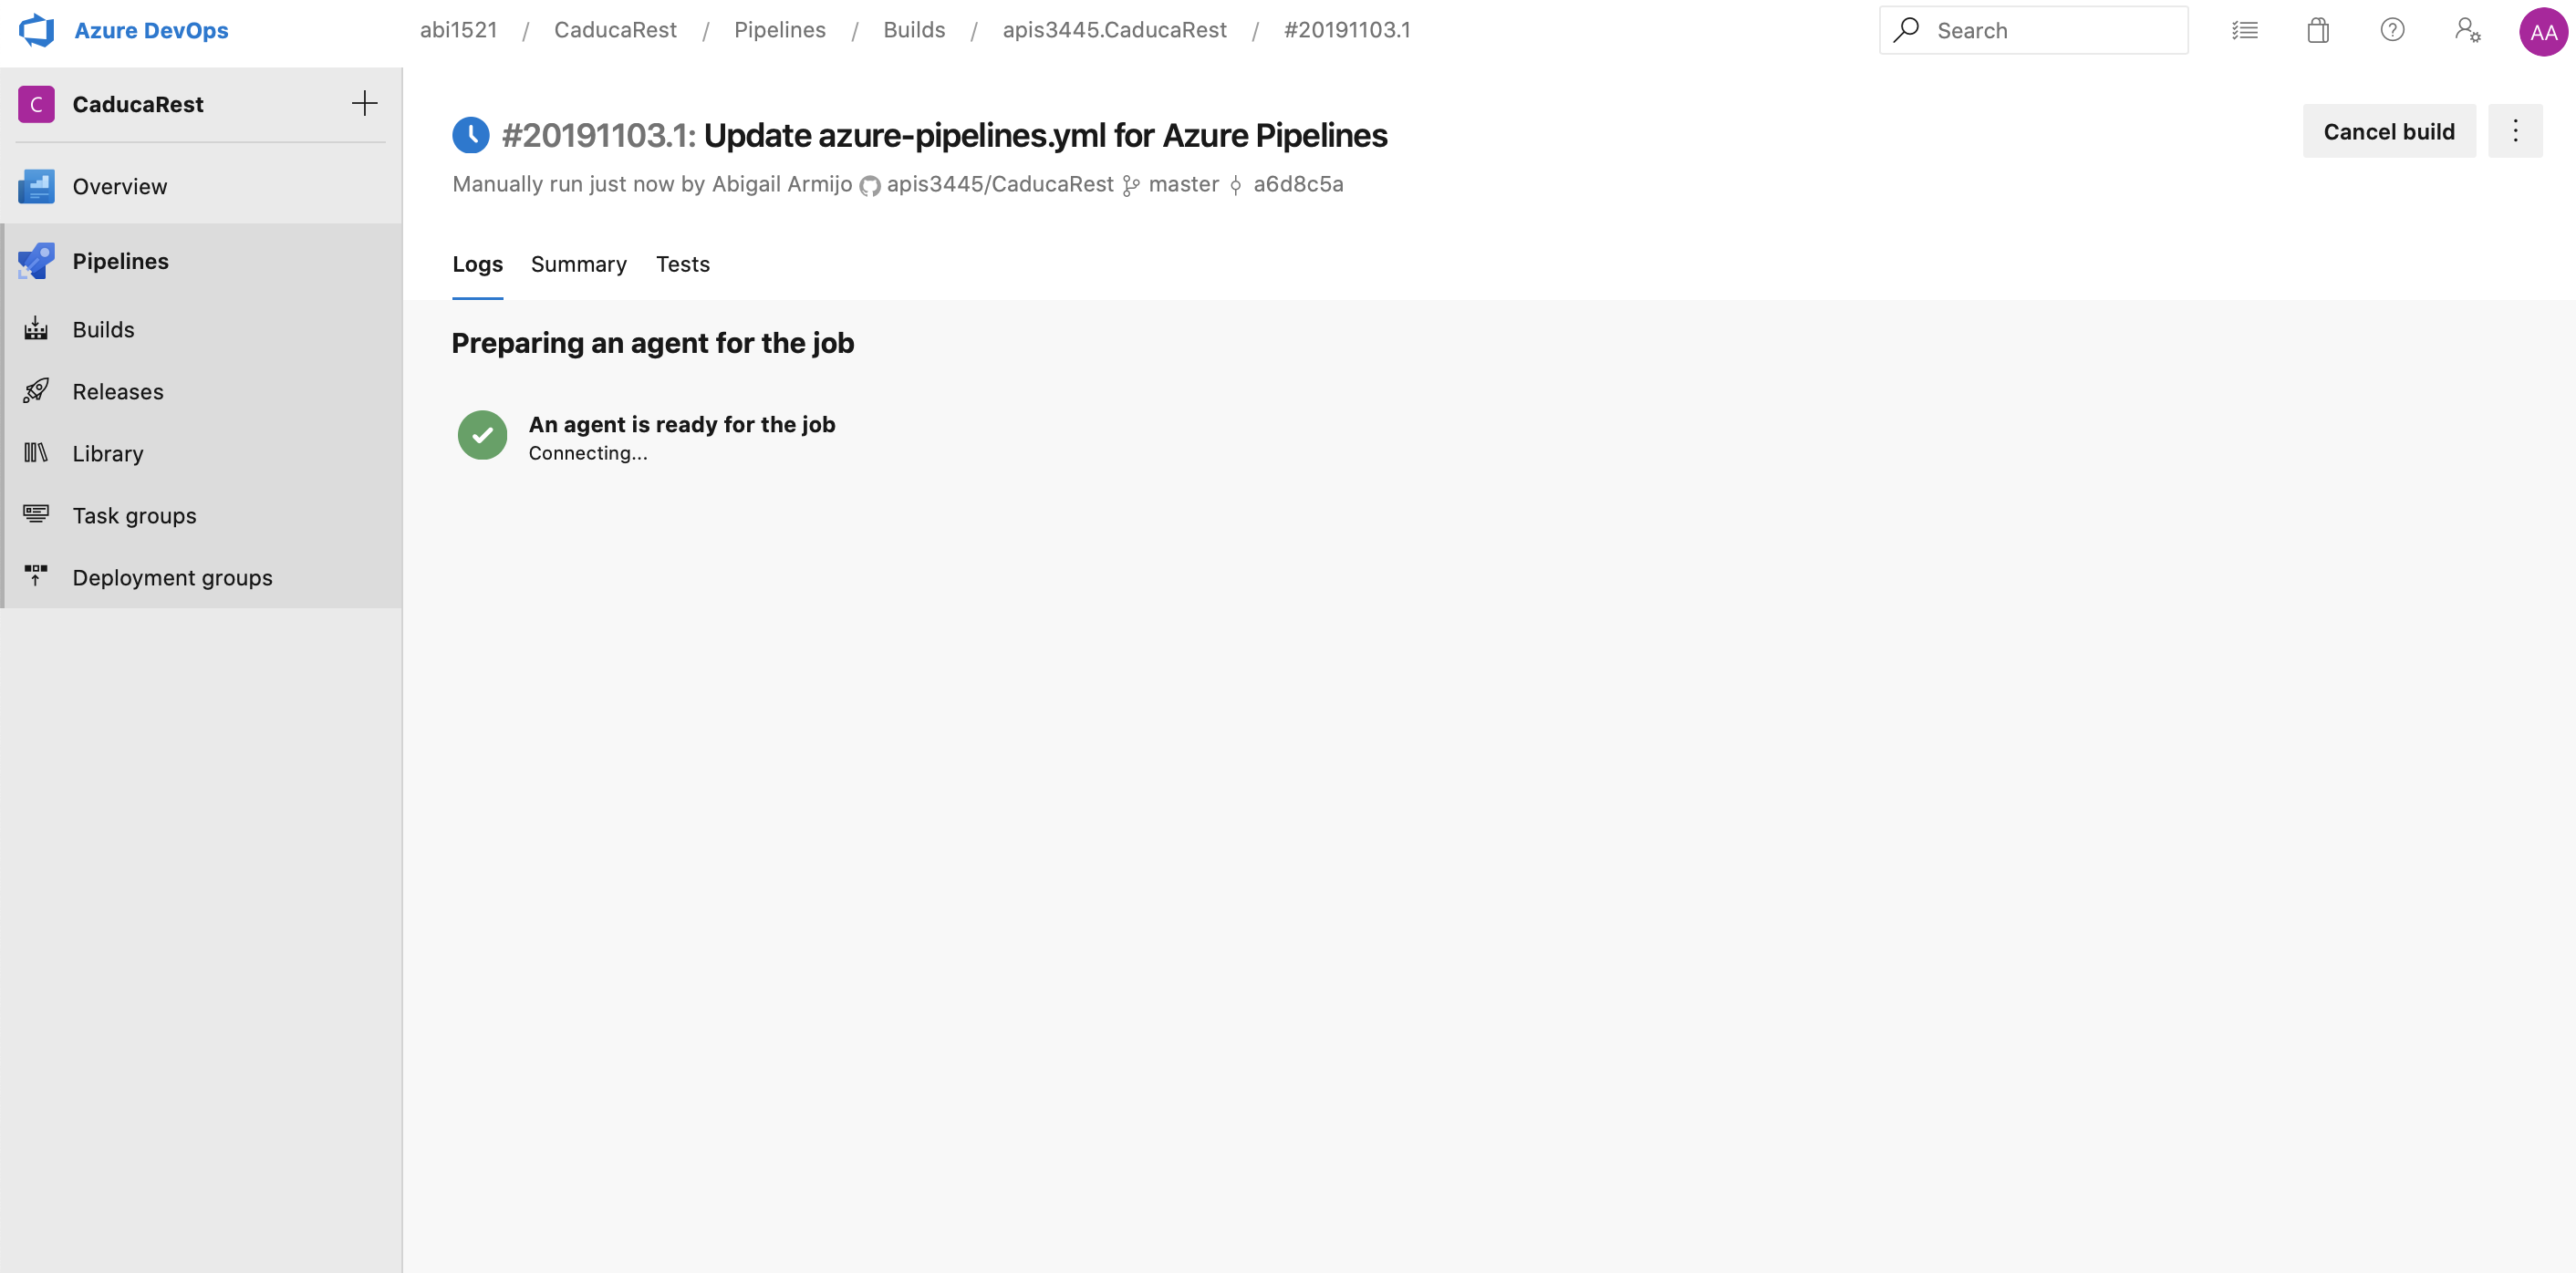 Azure DevOps
abi1521 / CaducaRest / Pipelines / Builds / apis3445.CaducaRest / #20191103.1
Search
AA
C CaducaRest
Overview
Pipelines
Builds
Releases
Library
Task groups
Deployment groups
#20191103.1: Update azure-pipelines.yml for Azure Pipelines
Cancel build
Manually run just now by Abigail Armijo apis3445/CaducaRest master a6d8c5a
Logs Summary Tests
Preparing an agent for the job
An agent is ready for the job
Connecting...